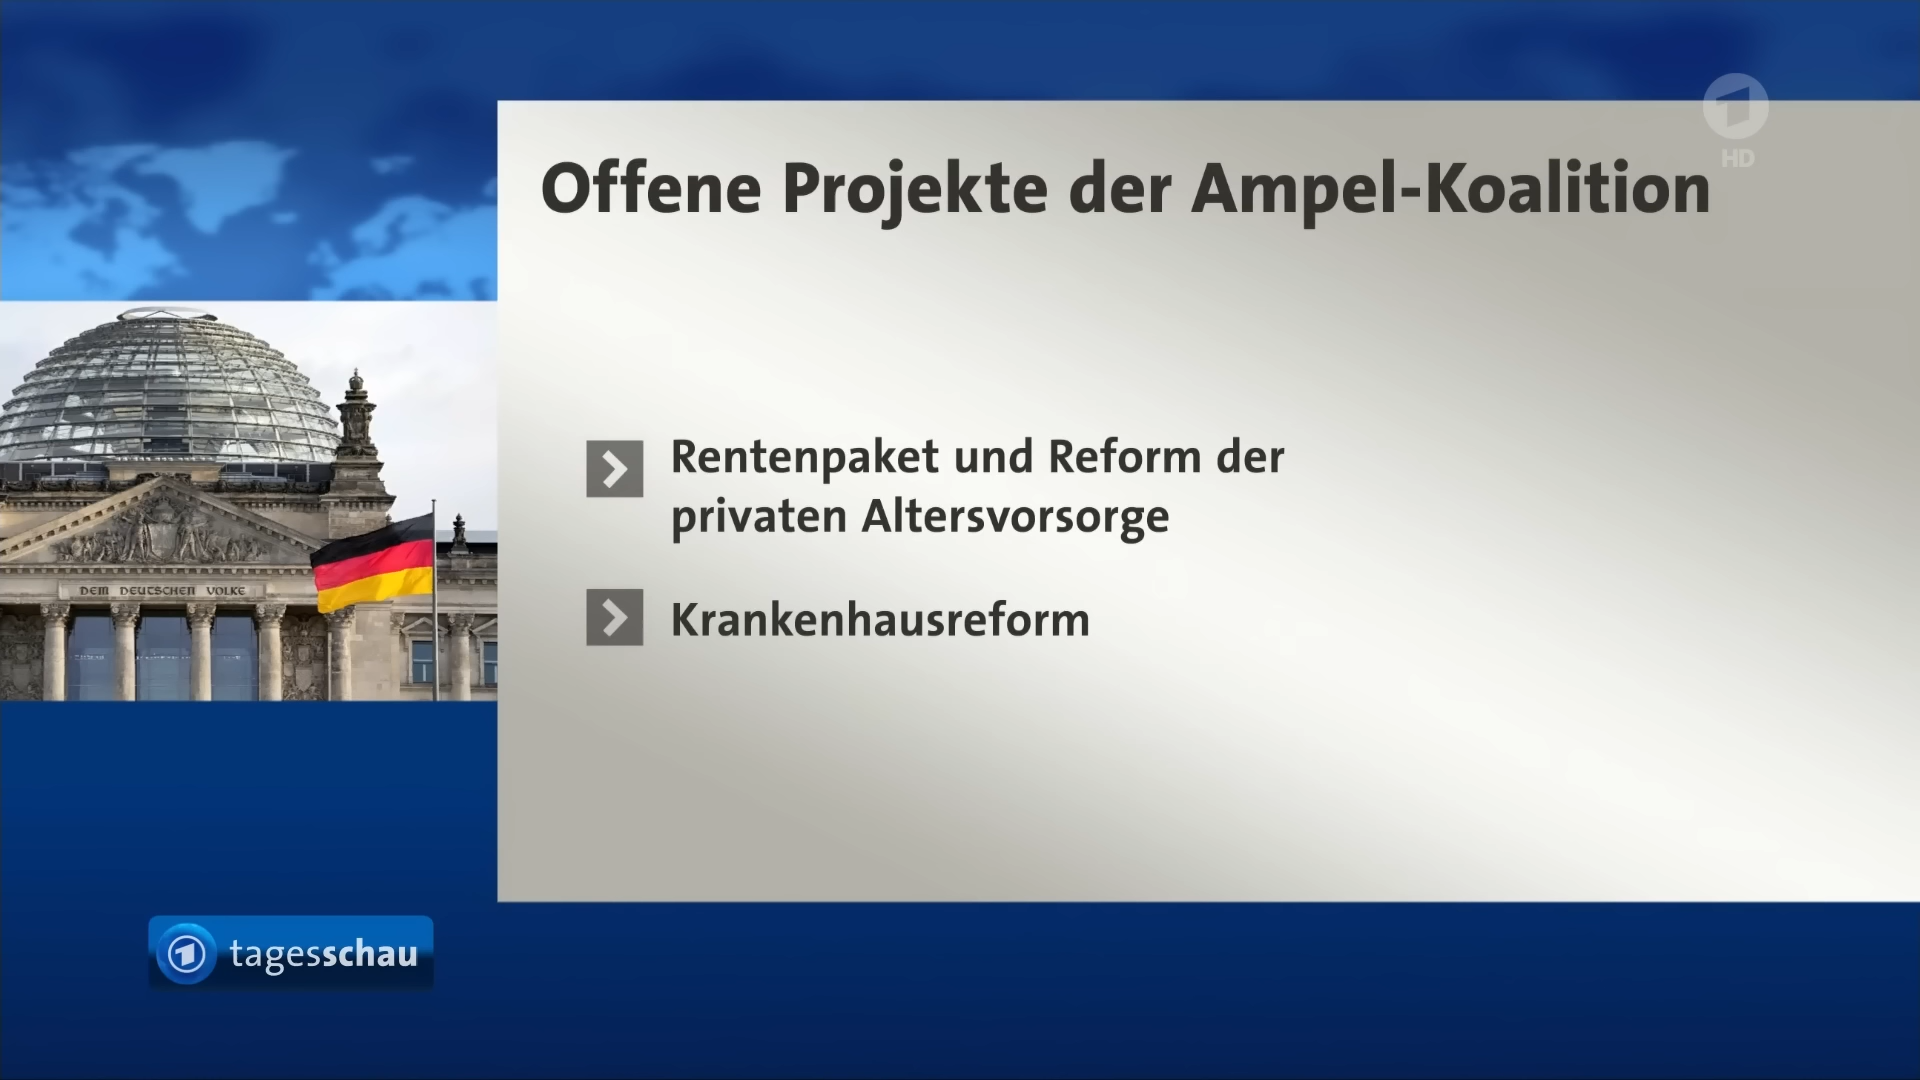 HD
Offene Projekte der Ampel-Koalition
Rentenpaket und Reform der
privaten Altersvorsorge
Krankenhausreform
DEM DEUTSCHEN VOLKE
tagesschau